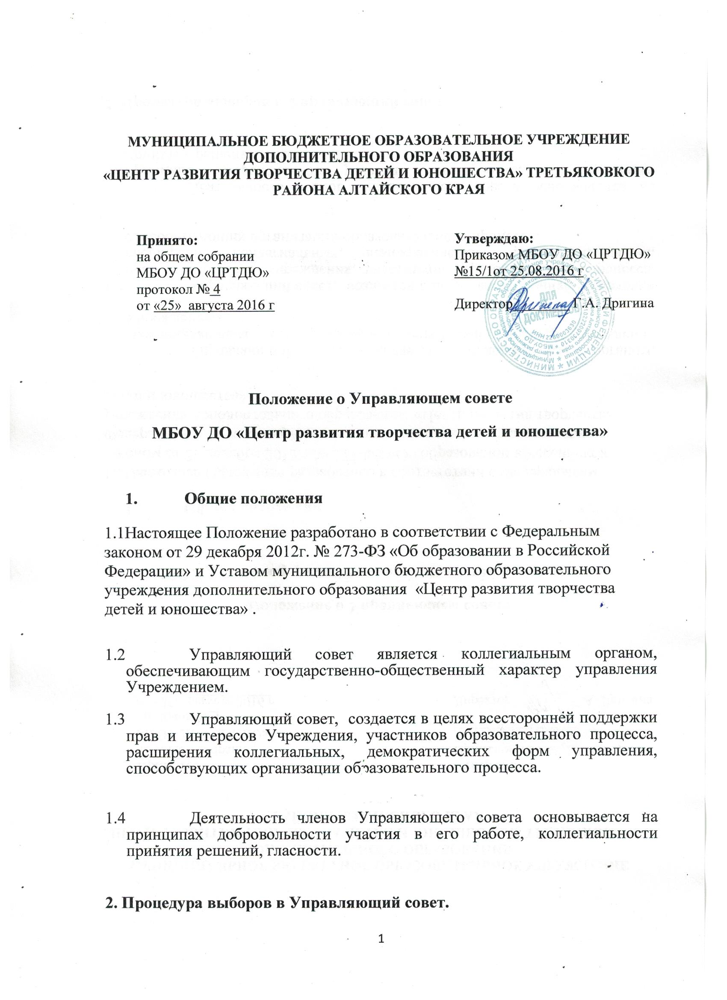 МУНИЦИПАЛЬНОЕ БЮДЖЕТНОЕ ОБРАЗОВАТЕЛЬНОЕ УЧРЕЖДЕНИЕ
ДОПОЛНИТЕЛЬНОГО ОБРАЗОВАНИЯ
«ЦЕНТР РАЗВИТИЯ ТВОРЧЕСТВА ДЕТЕЙ И ЮНОШЕСТВА» ТРЕТЬЯКОВКОГО
РАЙОНА АЛТАЙСКОГО КРАЯ
Принято:
на общем собрании
МБОУ ДО «ЦРТДЮ»
протокол № 4
от «25» августа 2016 г
Утверждаю:
Приказом МБОУ ДО «ЦРТДЮ»
№15/1от 25.08.2016 г
Директор Г.А. Дригина
ДЛЯ
ДОКУМЕНТОВ
ИНН 2280003630
МИНИСТЕРСТВО ОБРАЗОВАНИЯ И НАУКИ РОССИЙСКОЙ ФЕДЕРАЦИИ
Положение о Управляющем совете
МБОУ ДО «Центр развития творчества детей и юношества»
1. Общие положения
1.1Настоящее Положение разработано в соответствии с Федеральным
законом от 29 декабря 2012г. № 273-ФЗ «Об образовании в Российской
Федерации» и Уставом муниципального бюджетного образовательного
учреждения дополнительного образования «Центр развития творчества
детей и юношества» .
1.2 Управляющий совет является коллегиальным органом,
обеспечивающим государственно-общественный характер управления
Учреждением.
1.3 Управляющий совет, создается в целях всесторонней поддержки
прав и интересов Учреждения, участников образовательного процесса,
расширения коллегиальных, демократических форм управления,
способствующих организации образовательного процесса.
1.4 Деятельность членов Управляющего совета основывается на
принципах добровольности участия в его работе, коллегиальности
принятия решений, гласности.
2. Процедура выборов в Управляющий совет.
1